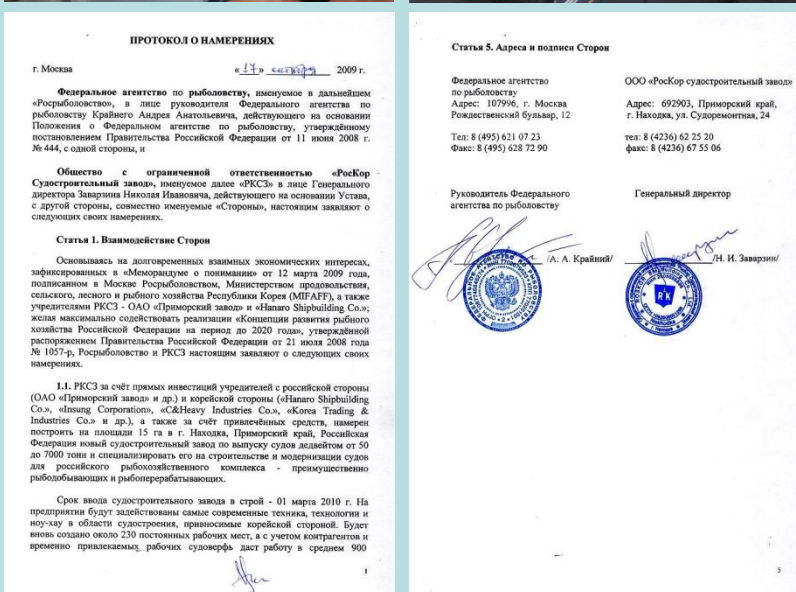 ПРОТОКОЛ О НАМЕРЕНИЯХ
г. Москва « 17 » 2009 г.
Федеральное агентство по рыболовству, именуемое в дальнейшем
«Росрыболовство», в лице руководителя Федерального агентства по
рыболовству Крайнего Андрея Анатольевича, действующего на основании
Положения о Федеральном агентстве по рыболовству, утверждённому
постановлением Правительства Российской Федерации от 11 июня 2008 г.
№ 444, с одной стороны, и
Общество с ограниченной ответственностью «РосКор
Судостроительный завод», именуемое далее «РКСЗ» в лице Генерального
директора Заварзина Николая Ивановича, действующего на основании Устава,
с другой стороны, совместно именуемые «Стороны», настоящим заявляют о
следующих своих намерениях.
Статья 1. Взаимодействие Сторон
Основываясь на долговременных взаимных экономических интересах,
зафиксированных в «Меморандуме о понимании» от 12 марта 2009 года,
подписанном в Москве Росрыболовством, Министерством продовольствия,
сельского, лесного и рыбного хозяйства Республики Корея (MIFAFF), а также
учредителями РКСЗ - ОАО «Приморский завод» и «Hanaro Shipbuilding Co.»;
желая максимально содействовать реализации «Концепции развития рыбного
хозяйства Российской Федерации на период до 2020 года», утверждённой
распоряжением Правительства Российской Федерации от 21 июля 2008 года
№ 1057-р, Росрыболовство и РКСЗ настоящим заявляют о следующих своих
намерениях.
1.1. РКСЗ за счёт прямых инвестиций учредителей с российской стороны
(ОАО «Приморский завод» и др.) и корейской стороны («Hanaro Shipbuilding
Co.», «Insung Corporation», «C&Heavy Industries Co.», «Korea Trading &
Industries Co.» и др.), а также за счёт привлечённых средств, намерен
построить на площади 15 га в г. Находка, Приморский край, Российская
Федерация новый судостроительный завод по выпуску судов дедвейтом от 50
до 7000 тонн и специализировать его на строительстве и модернизации судов
для российского рыбохозяйственного комплекса - преимущественно
рыбодобывающих и рыбоперерабатывающих.
Срок ввода судостроительного завода в строй - 01 марта 2010 г. На
предприятии будут задействованы самые современные техника, технологии и
ноу-хау в области судостроения, привносимые корейской стороной. Будет
вновь создано около 230 постоянных рабочих мест, а с учетом контрагентов и
временно привлекаемых рабочих судоверфь даст работу в среднем 900
1
Статья 5. Адреса и подписи Сторон
Федеральное агентство
по рыболовству
Адрес: 107996, г. Москва
Рождественский бульвар, 12
Тел: 8 (495) 621 07 23
Факс: 8 (495) 628 72 90
Руководитель Федерального
агентства по рыболовству
/А. А. Крайний/
ООО «РосКор судостроительный завод»
Адрес: 692903, Приморский край,
г. Находка, ул. Судоремонтная, 24
тел: 8 (4236) 62 25 20
факс: 8 (4236) 67 55 06
Генеральный директор
/Н. И. Заварзин/
5